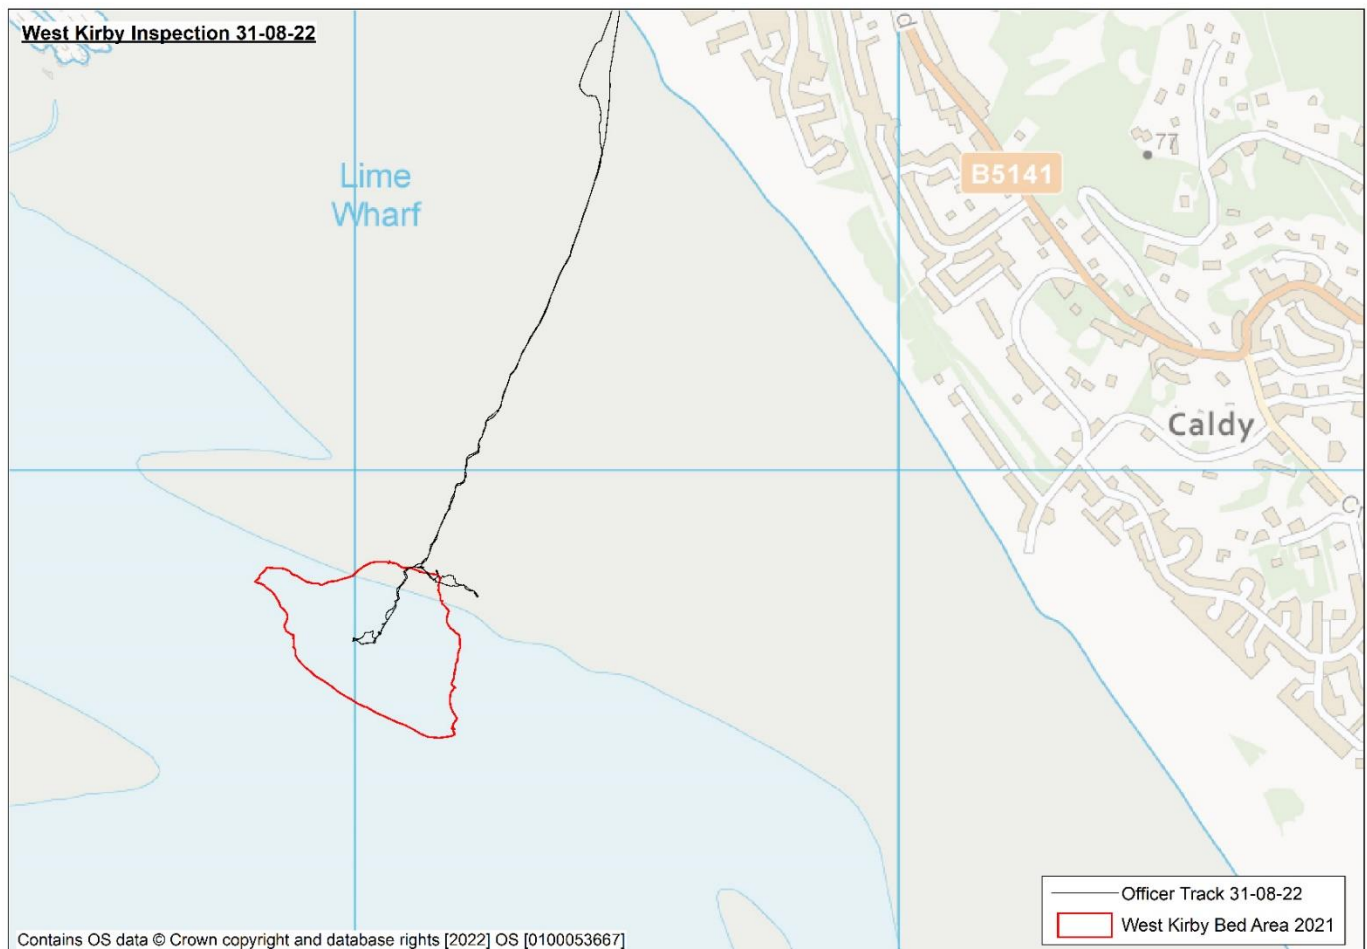 West Kirby Inspection 31-08-22
Lime
Wharf
B5141
77
Caldy
Officer Track 31-08-22
West Kirby Bed Area 2021
Contains OS data © Crown copyright and database rights [2022] OS [0100053667]